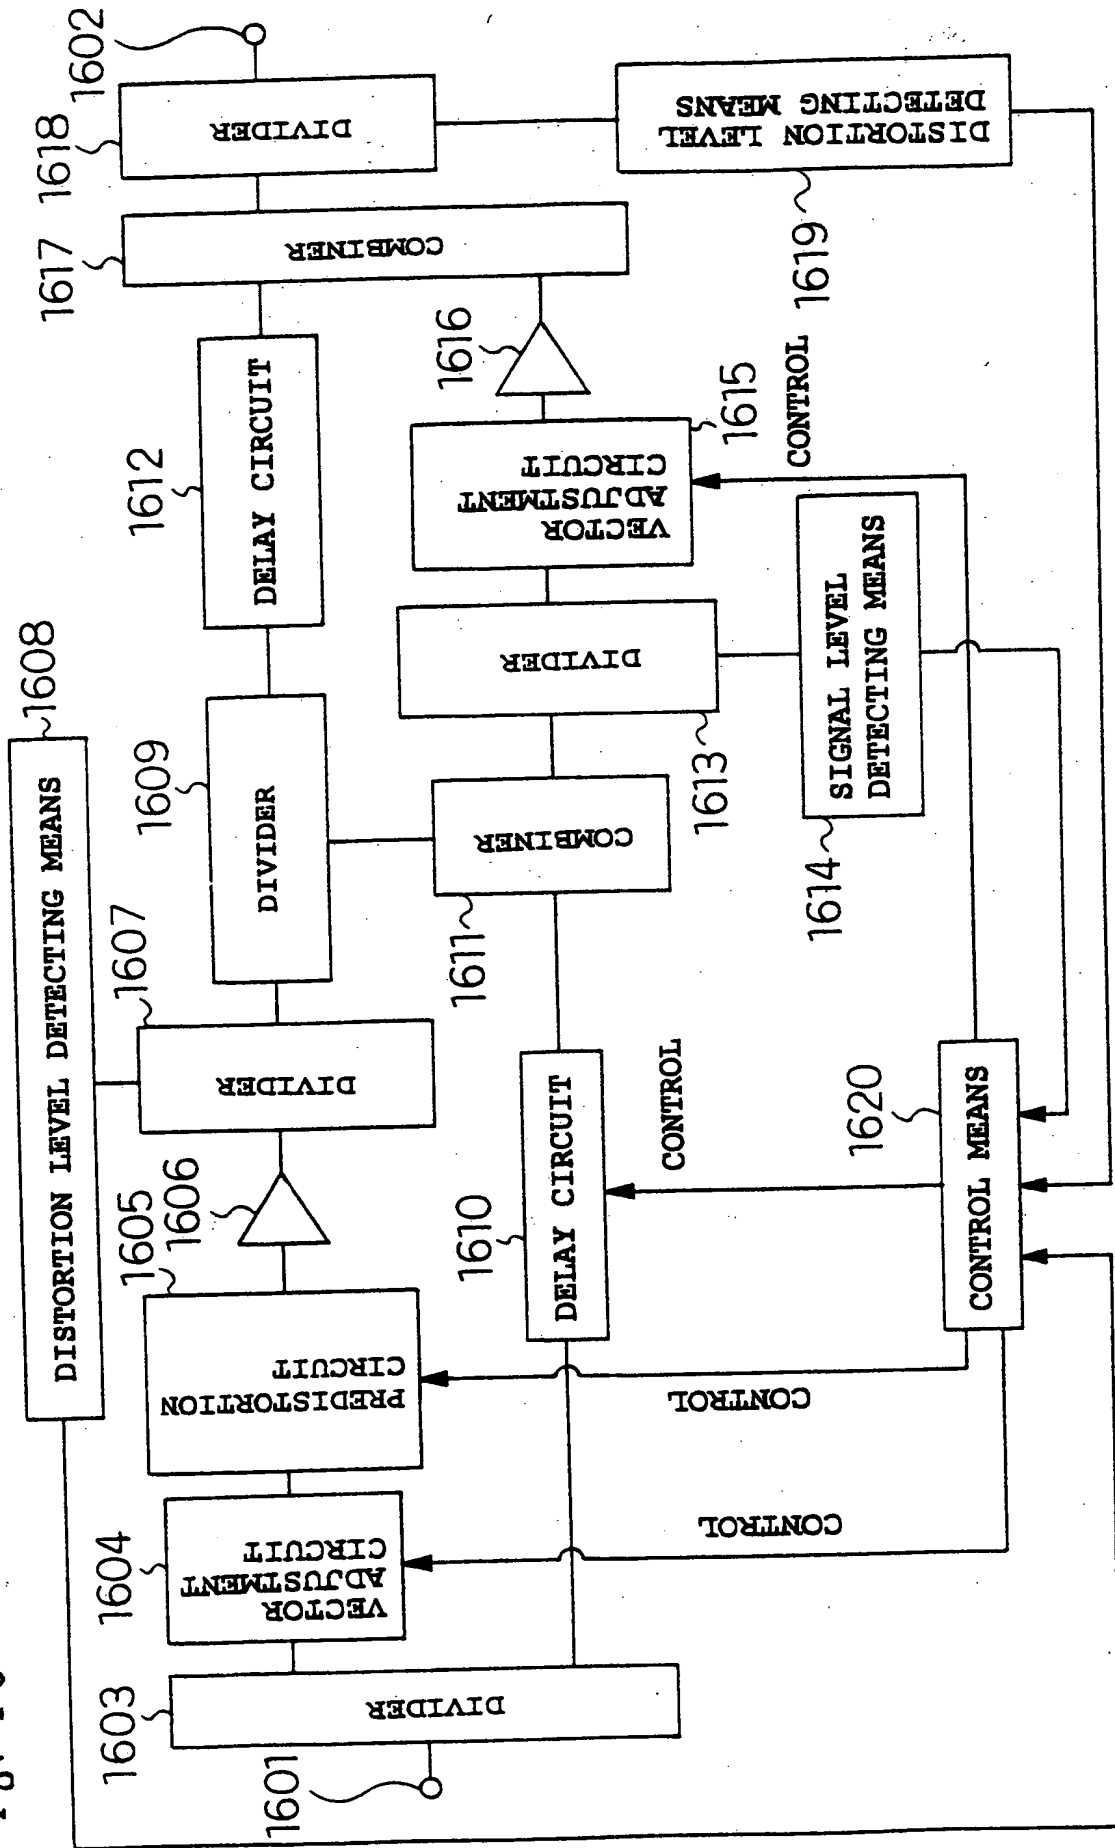 1608
DISTORTION LEVEL DETECTING MEANS
1601
1603
DIVIDER
1604
VECTOR
ADJUSTMENT
CIRCUIT
1605
PREDISTORTION
CIRCUIT
1606
1607
DIVIDER
1609
DIVIDER
1612
DELAY CIRCUIT
1617
COMBINER
1618
DIVIDER
1602
1610
DELAY CIRCUIT
1611
COMBINER
1613
DIVIDER
1615
VECTOR
ADJUSTMENT
CIRCUIT
1616
1619
DISTORTION LEVEL
DETECTING MEANS
1614
SIGNAL LEVEL
DETECTING MEANS
CONTROL
CONTROL
CONTROL
CONTROL
1620
CONTROL MEANS